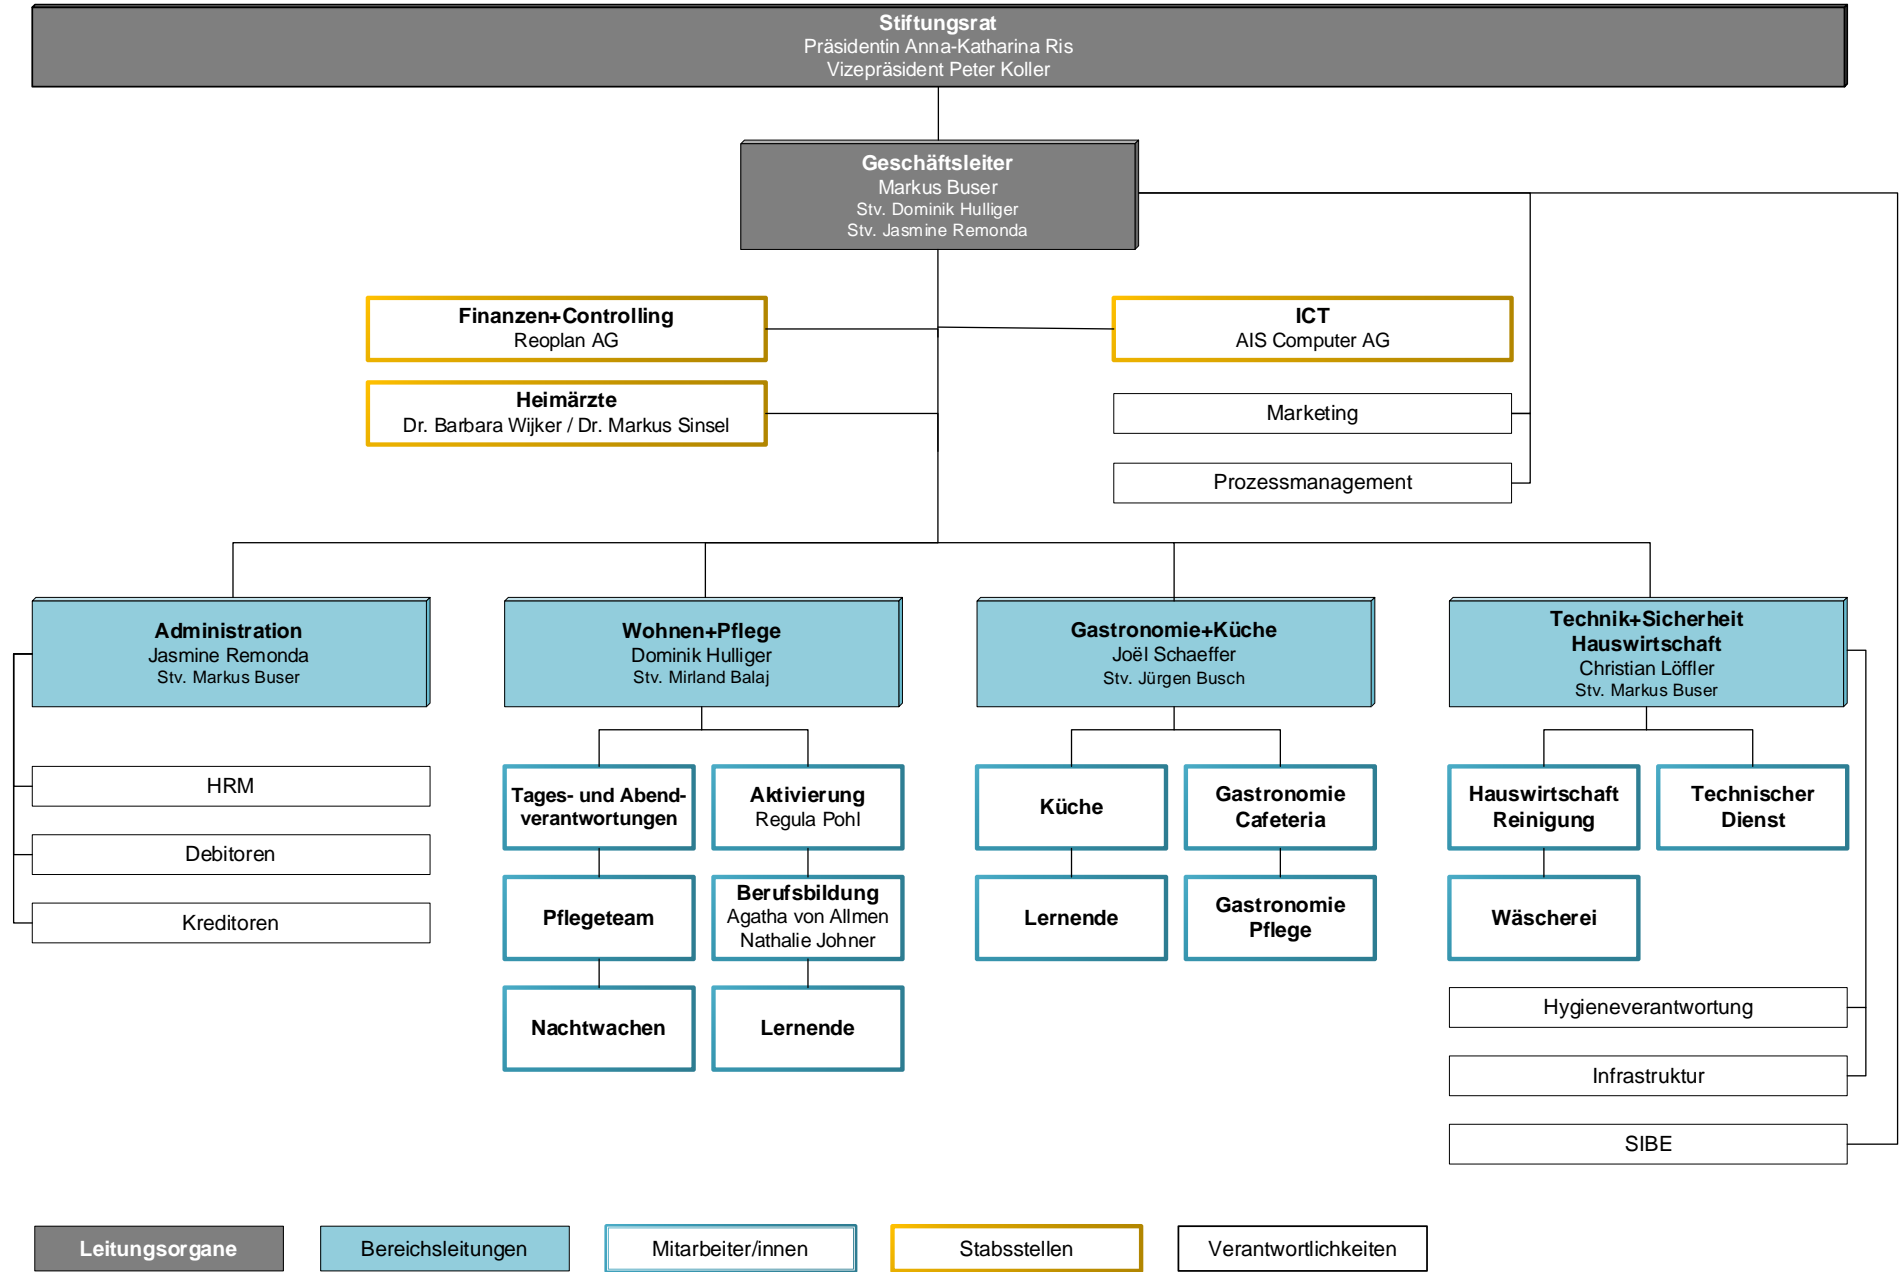 Stiftungsrat
Präsidentin Anna-Katharina Ris
Vizepräsident Peter Koller
Geschäftsleiter
Markus Buser
Stv. Dominik Hulliger
Stv. Jasmine Remonda
Finanzen+Controlling
Reoplan AG
ICT
AIS Computer AG
Heimärzte
Dr. Barbara Wijker / Dr. Markus Sinsel
Marketing
Prozessmanagement
Administration
Jasmine Remonda
Stv. Markus Buser
HRM
Debitoren
Kreditoren
Wohnen+Pflege
Dominik Hulliger
Stv. Mirland Balaj
Tages- und Abend-
verantwortungen
Pflegeteam
Nachtwachen
Aktivierung
Regula Pohl
Berufsbildung
Agatha von Allmen
Nathalie Johner
Lernende
Gastronomie+Küche
Joël Schaeffer
Stv. Jürgen Busch
Küche
Lernende
Gastronomie
Cafeteria
Gastronomie
Pflege
Technik+Sicherheit
Hauswirtschaft
Christian Löffler
Stv. Markus Buser
Hauswirtschaft
Reinigung
Wäscherei
Technischer
Dienst
Hygieneverantwortung
Infrastruktur
SIBE
Leitungsorgane
Bereichsleitungen
Mitarbeiter/innen
Stabsstellen
Verantwortlichkeiten